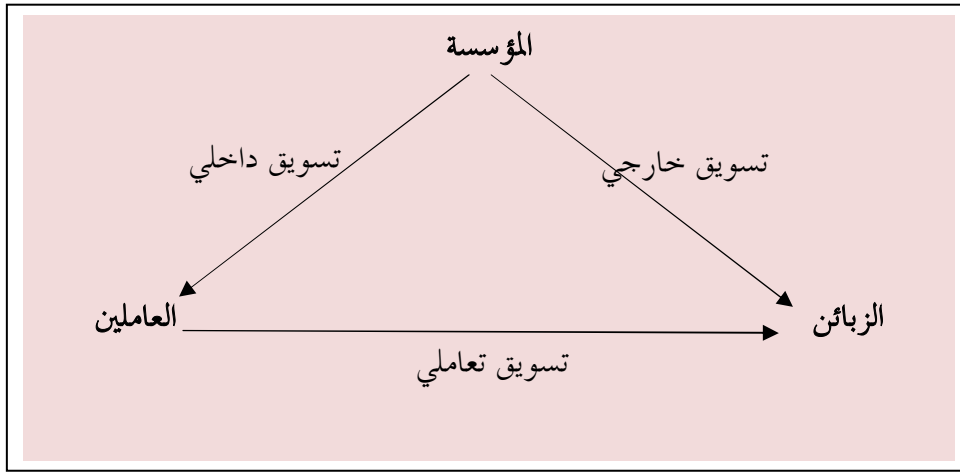 المؤسسة
تسويق خارجي
تسويق داخلي
الزبائن
العاملين
تسويق تعاملي